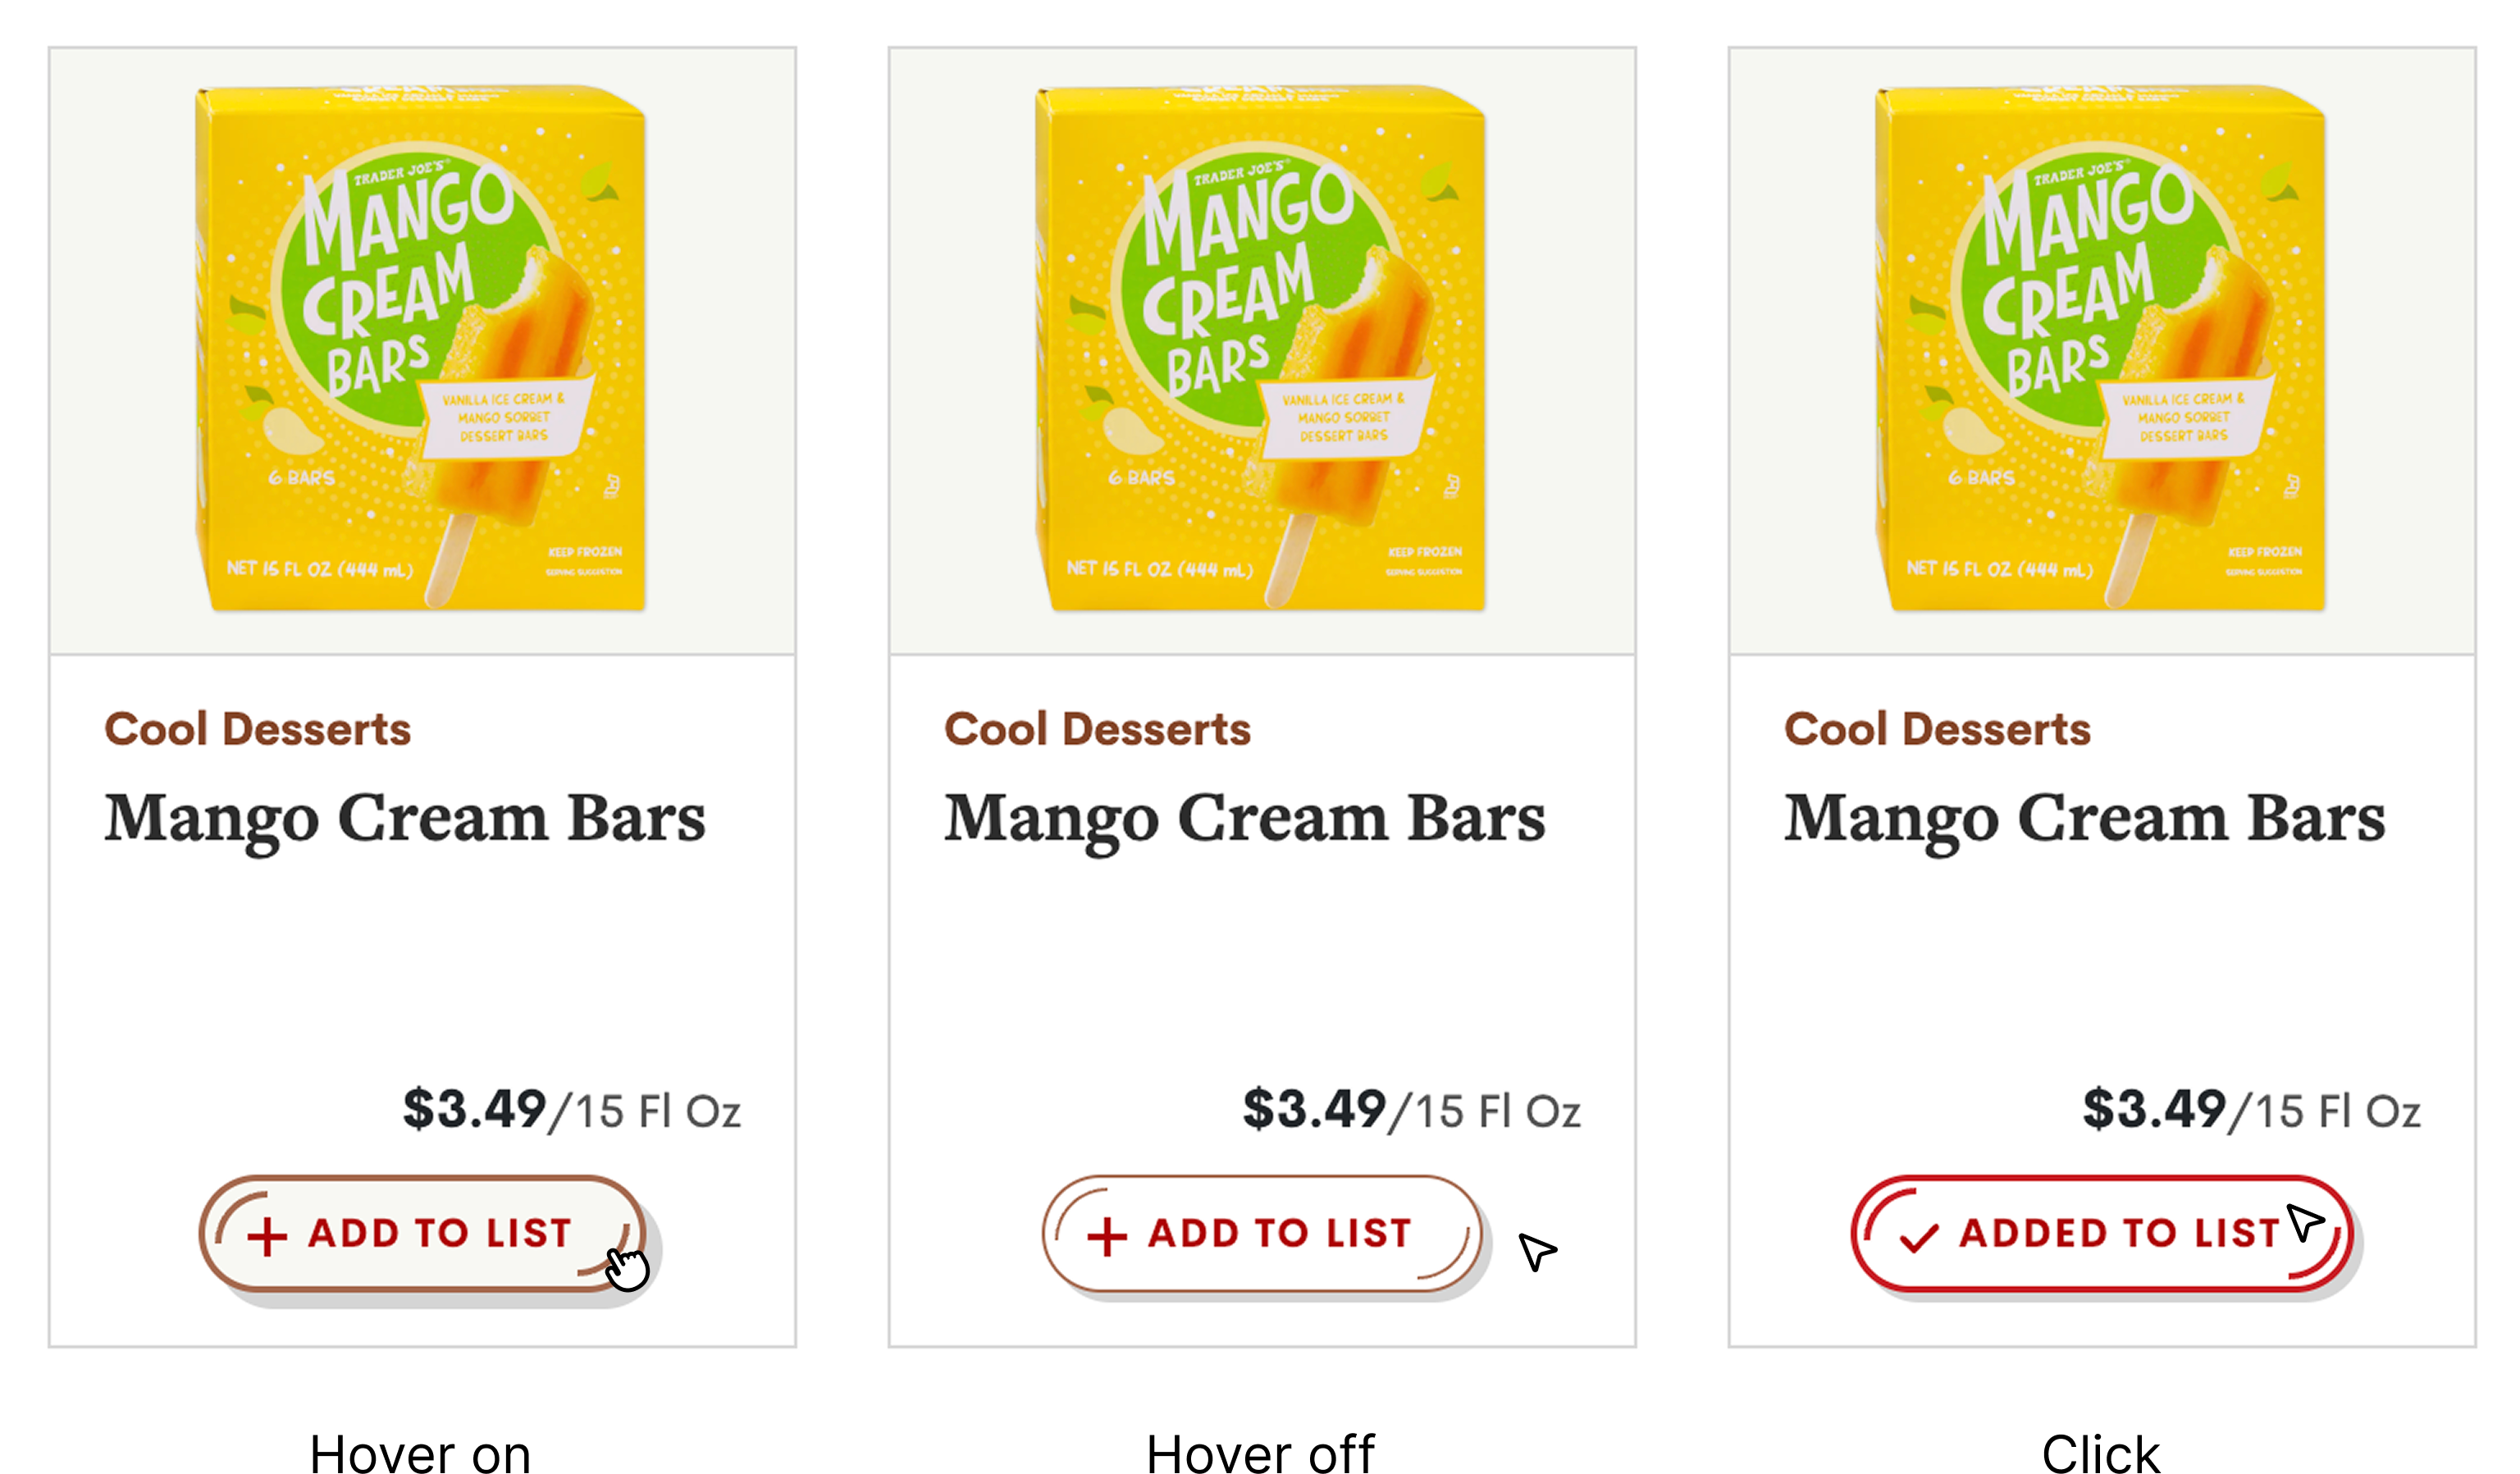 TRADER JOE'S
MANGO
CREAM
BARS
VANILLA ICE CREAM &
MANGO SORBET
DESSERT BARS
6 BARS
KEEP FROZEN
NET 15 FL OZ (444 mL)
SERVING SUGGESTION
Cool Desserts
Mango Cream Bars
$3.49/15 Fl Oz
+ ADD TO LIST
Hover on
TRADER JOE'S
MANGO
CREAM
BARS
VANILLA ICE CREAM &
MANGO SORBET
DESSERT BARS
6 BARS
KEEP FROZEN
NET 15 FL OZ (444 mL)
SERVING SUGGESTION
Cool Desserts
Mango Cream Bars
$3.49/15 Fl Oz
+ ADD TO LIST
Hover off
TRADER JOE'S
MANGO
CREAM
BARS
VANILLA ICE CREAM &
MANGO SORBET
DESSERT BARS
6 BARS
KEEP FROZEN
NET 15 FL OZ (444 mL)
SERVING SUGGESTION
Cool Desserts
Mango Cream Bars
$3.49/15 Fl Oz
✓ ADDED TO LIST
Click